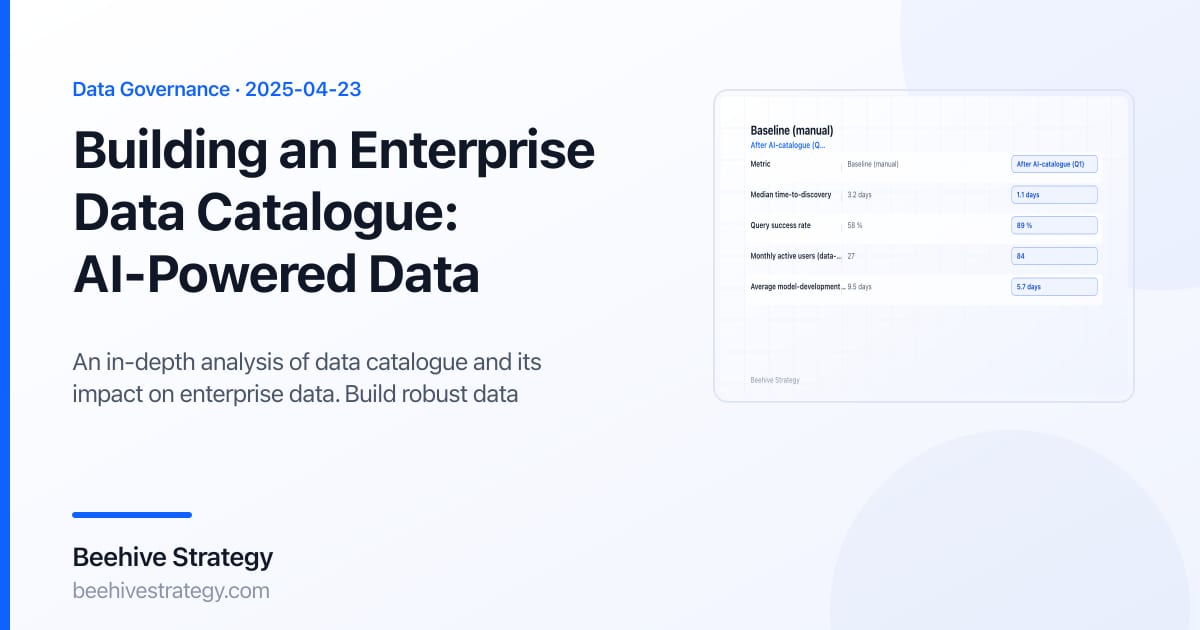 Data Governance · 2025-04-23
Building an Enterprise
Data Catalogue:
AI-Powered Data
An in-depth analysis of data catalogue and its
impact on enterprise data. Build robust data
Beehive Strategy
beehivestrategy.com
Baseline (manual)
After AI-catalogue (Q...
Metric Baseline (manual) After AI-catalogue (Q1)
Median time-to-discovery 3.2 days 1.1 days
Query success rate 58 % 89 %
Monthly active users (data-... 27 84
Average model-development... 9.5 days 5.7 days
Beehive Strategy